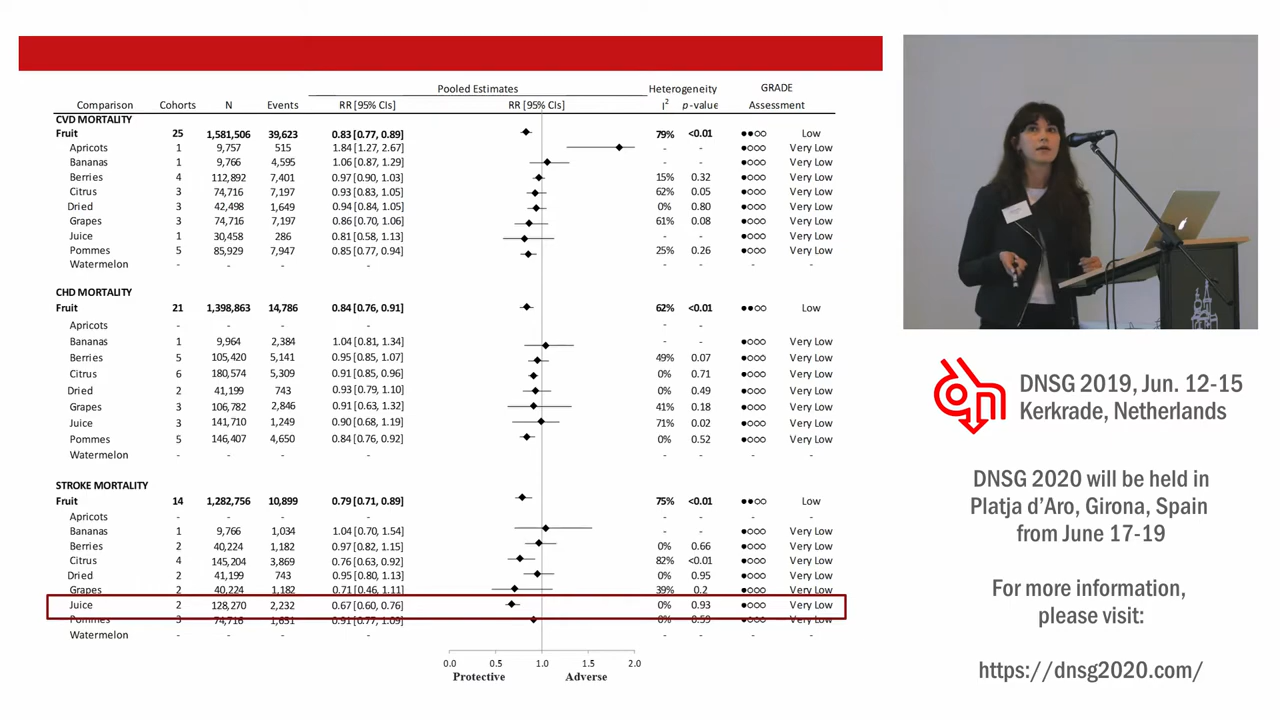 Pooled Estimates Heterogeneity GRADE
Comparison Cohorts N Events RR [95% CIs] RR [95% CIs] I² p-value Assessment
CVD MORTALITY
Fruit 25 1,581,506 39,623 0.83 [0.77, 0.89] 79% <0.01 ●●○○ Low
Apricots 1 9,757 515 1.84 [1.27, 2.67] - - ●○○○ Very Low
Bananas 1 9,766 4,595 1.06 [0.87, 1.29] - - ●○○○ Very Low
Berries 4 112,892 7,401 0.97 [0.90, 1.03] 15% 0.32 ●○○○ Very Low
Citrus 3 74,716 7,197 0.93 [0.83, 1.05] 62% 0.05 ●○○○ Very Low
Dried 2 42,498 1,649 0.94 [0.84, 1.05] 0% 0.80 ●○○○ Very Low
Grapes 3 74,716 7,197 0.86 [0.70, 1.06] 61% 0.08 ●○○○ Very Low
Juice 1 30,458 286 0.81 [0.58, 1.13] - - ●○○○ Very Low
Pommes 5 85,929 7,947 0.85 [0.77, 0.94] 25% 0.26 ●○○○ Very Low
Watermelon - - - - - - - -
CHD MORTALITY
Fruit 21 1,398,863 14,786 0.84 [0.76, 0.91] 62% <0.01 ●●○○ Low
Apricots - - - - - - - -
Bananas 1 9,964 2,384 1.04 [0.81, 1.34] - - ●○○○ Very Low
Berries 5 105,420 5,141 0.95 [0.85, 1.07] 49% 0.07 ●○○○ Very Low
Citrus 6 180,574 5,309 0.91 [0.85, 0.96] 0% 0.71 ●○○○ Very Low
Dried 2 41,199 743 0.93 [0.79, 1.10] 0% 0.49 ●○○○ Very Low
Grapes 3 106,782 2,846 0.91 [0.63, 1.32] 41% 0.18 ●○○○ Very Low
Juice 3 141,710 1,249 0.90 [0.68, 1.19] 71% 0.02 ●○○○ Very Low
Pommes 5 146,407 4,650 0.84 [0.76, 0.92] 0% 0.52 ●○○○ Very Low
Watermelon - - - - - - - -
STROKE MORTALITY
Fruit 14 1,282,756 10,899 0.79 [0.71, 0.89] 75% <0.01 ●●○○ Low
Apricots - - - - - - - -
Bananas 1 9,766 1,034 1.04 [0.70, 1.54] - - ●○○○ Very Low
Berries 2 40,224 1,182 0.97 [0.82, 1.15] 0% 0.66 ●○○○ Very Low
Citrus 4 145,204 3,869 0.76 [0.63, 0.92] 82% <0.01 ●○○○ Very Low
Dried 2 41,199 743 0.95 [0.80, 1.13] 0% 0.95 ●○○○ Very Low
Grapes 2 40,224 1,182 0.71 [0.46, 1.11] 39% 0.2 ●○○○ Very Low
Juice 2 128,270 2,232 0.67 [0.60, 0.76] 0% 0.93 ●○○○ Very Low
Pommes 3 74,716 1,651 0.91 [0.77, 1.09] 0% 0.59 ●○○○ Very Low
Watermelon - - - - - - - -
0.0 0.5 1.0 1.5 2.0
Protective Adverse
DNSG 2019, Jun. 12-15
Kerkrade, Netherlands
DNSG 2020 will be held in
Platja d'Aro, Girona, Spain
from June 17-19
For more information,
please visit:
https://dnsg2020.com/